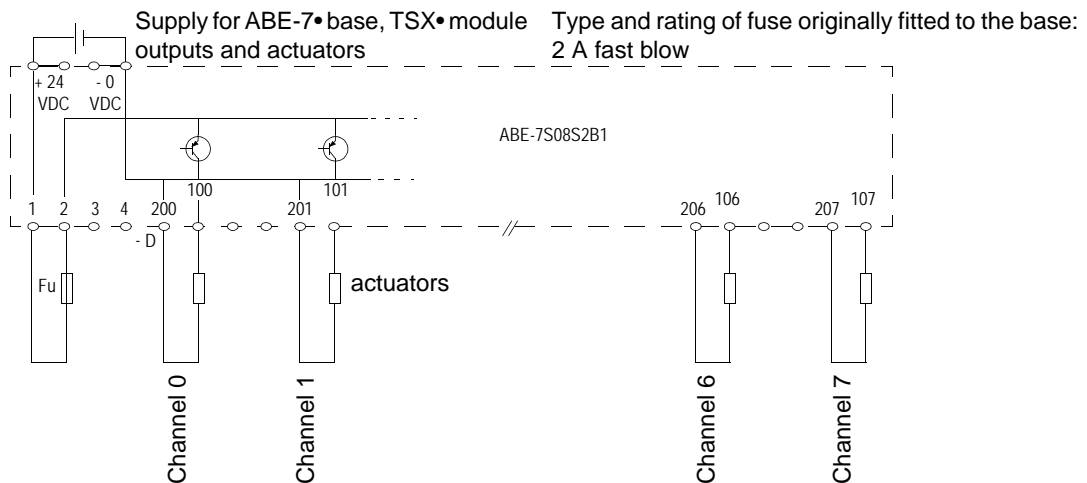 Supply for ABE-7• base, TSX• module
outputs and actuators
Type and rating of fuse originally fitted to the base:
2 A fast blow
+ 24
VDC
- 0
VDC
ABE-7S08S2B1
100
101
1
2
3
4
200
201
206
106
207
107
- D
Fu
actuators
Channel 0
Channel 1
Channel 6
Channel 7